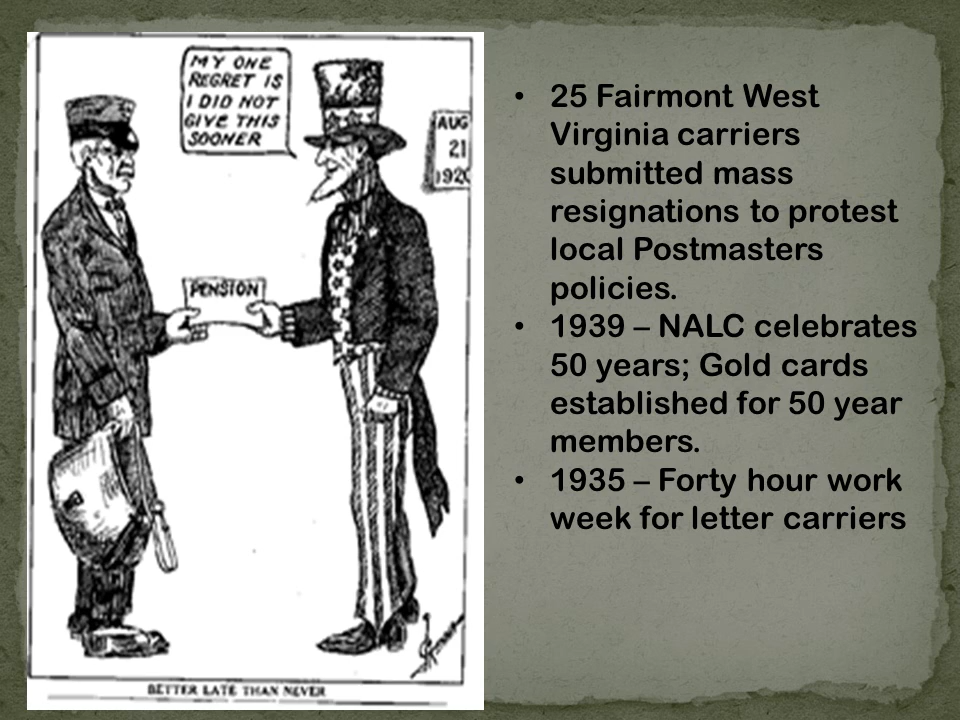 MY ONE
REGRET IS
I DID NOT
GIVE THIS
SOONER
AUG
21
1920
PENSION
BETTER LATE THAN NEVER
• 25 Fairmont West
Virginia carriers
submitted mass
resignations to protest
local Postmasters
policies.
• 1939 – NALC celebrates
50 years; Gold cards
established for 50 year
members.
• 1935 – Forty hour work
week for letter carriers